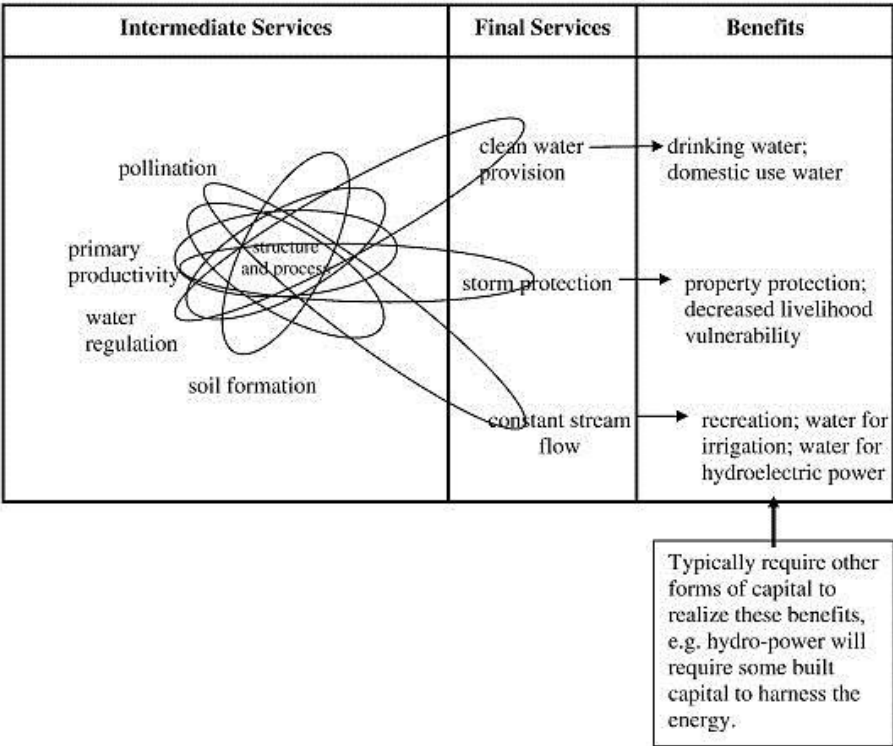 Intermediate Services
Final Services
Benefits
pollination
primary
productivity
water
regulation
soil formation
structure
and process
clean water
provision
storm protection
constant stream
flow
drinking water;
domestic use water
property protection;
decreased livelihood
vulnerability
recreation; water for
irrigation; water for
hydroelectric power
Typically require other
forms of capital to
realize these benefits,
e.g. hydro-power will
require some built
capital to harness the
energy.